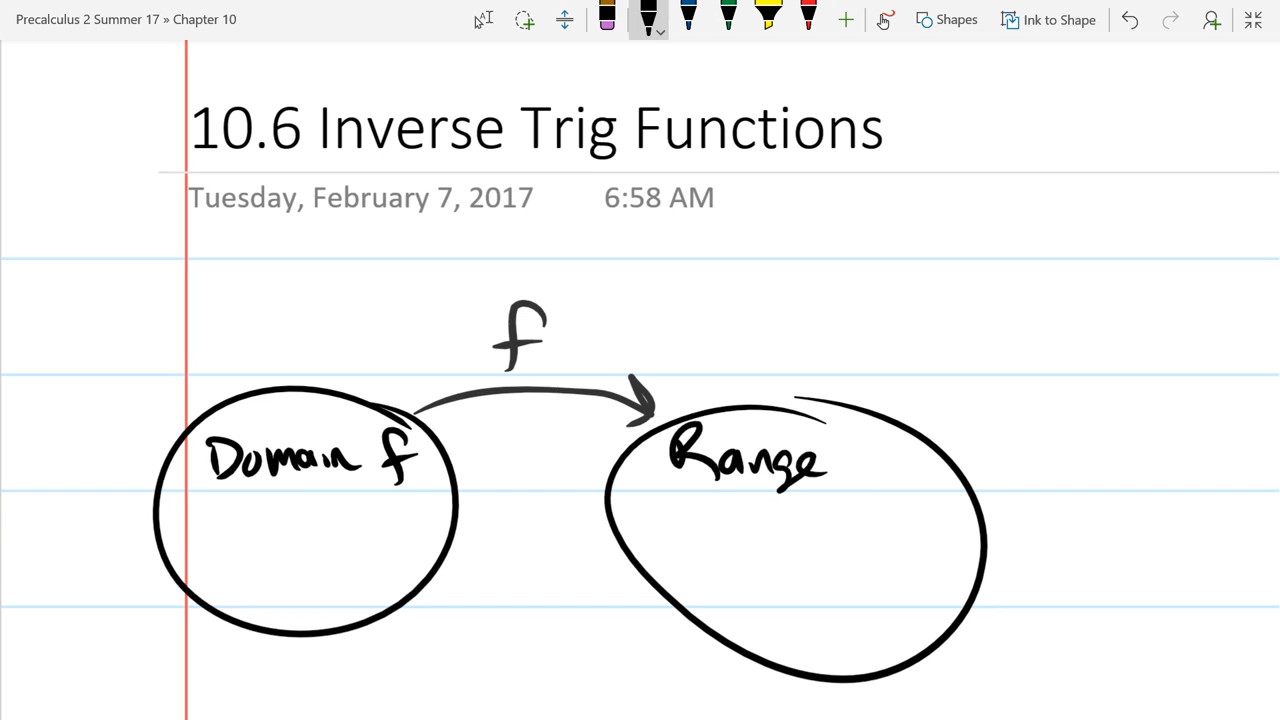 Precalculus 2 Summer 17 » Chapter 10
Shapes
Ink to Shape
10.6 Inverse Trig Functions
Tuesday, February 7, 2017 6:58 AM
f
Domain f
Range